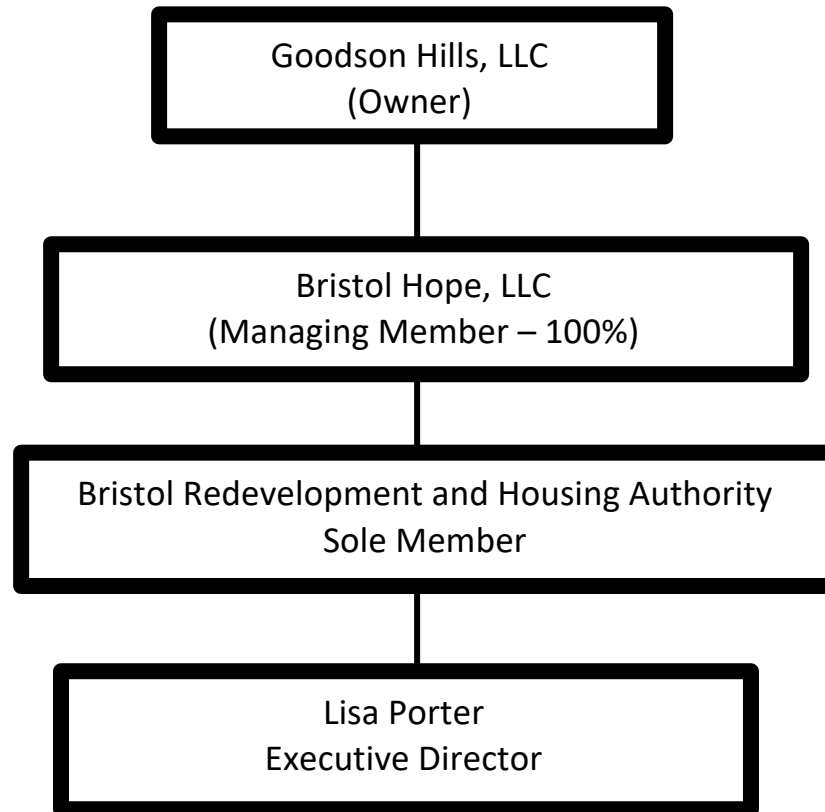 Goodson Hills, LLC
(Owner)
Bristol Hope, LLC
(Managing Member – 100%)
Bristol Redevelopment and Housing Authority
Sole Member
Lisa Porter
Executive Director